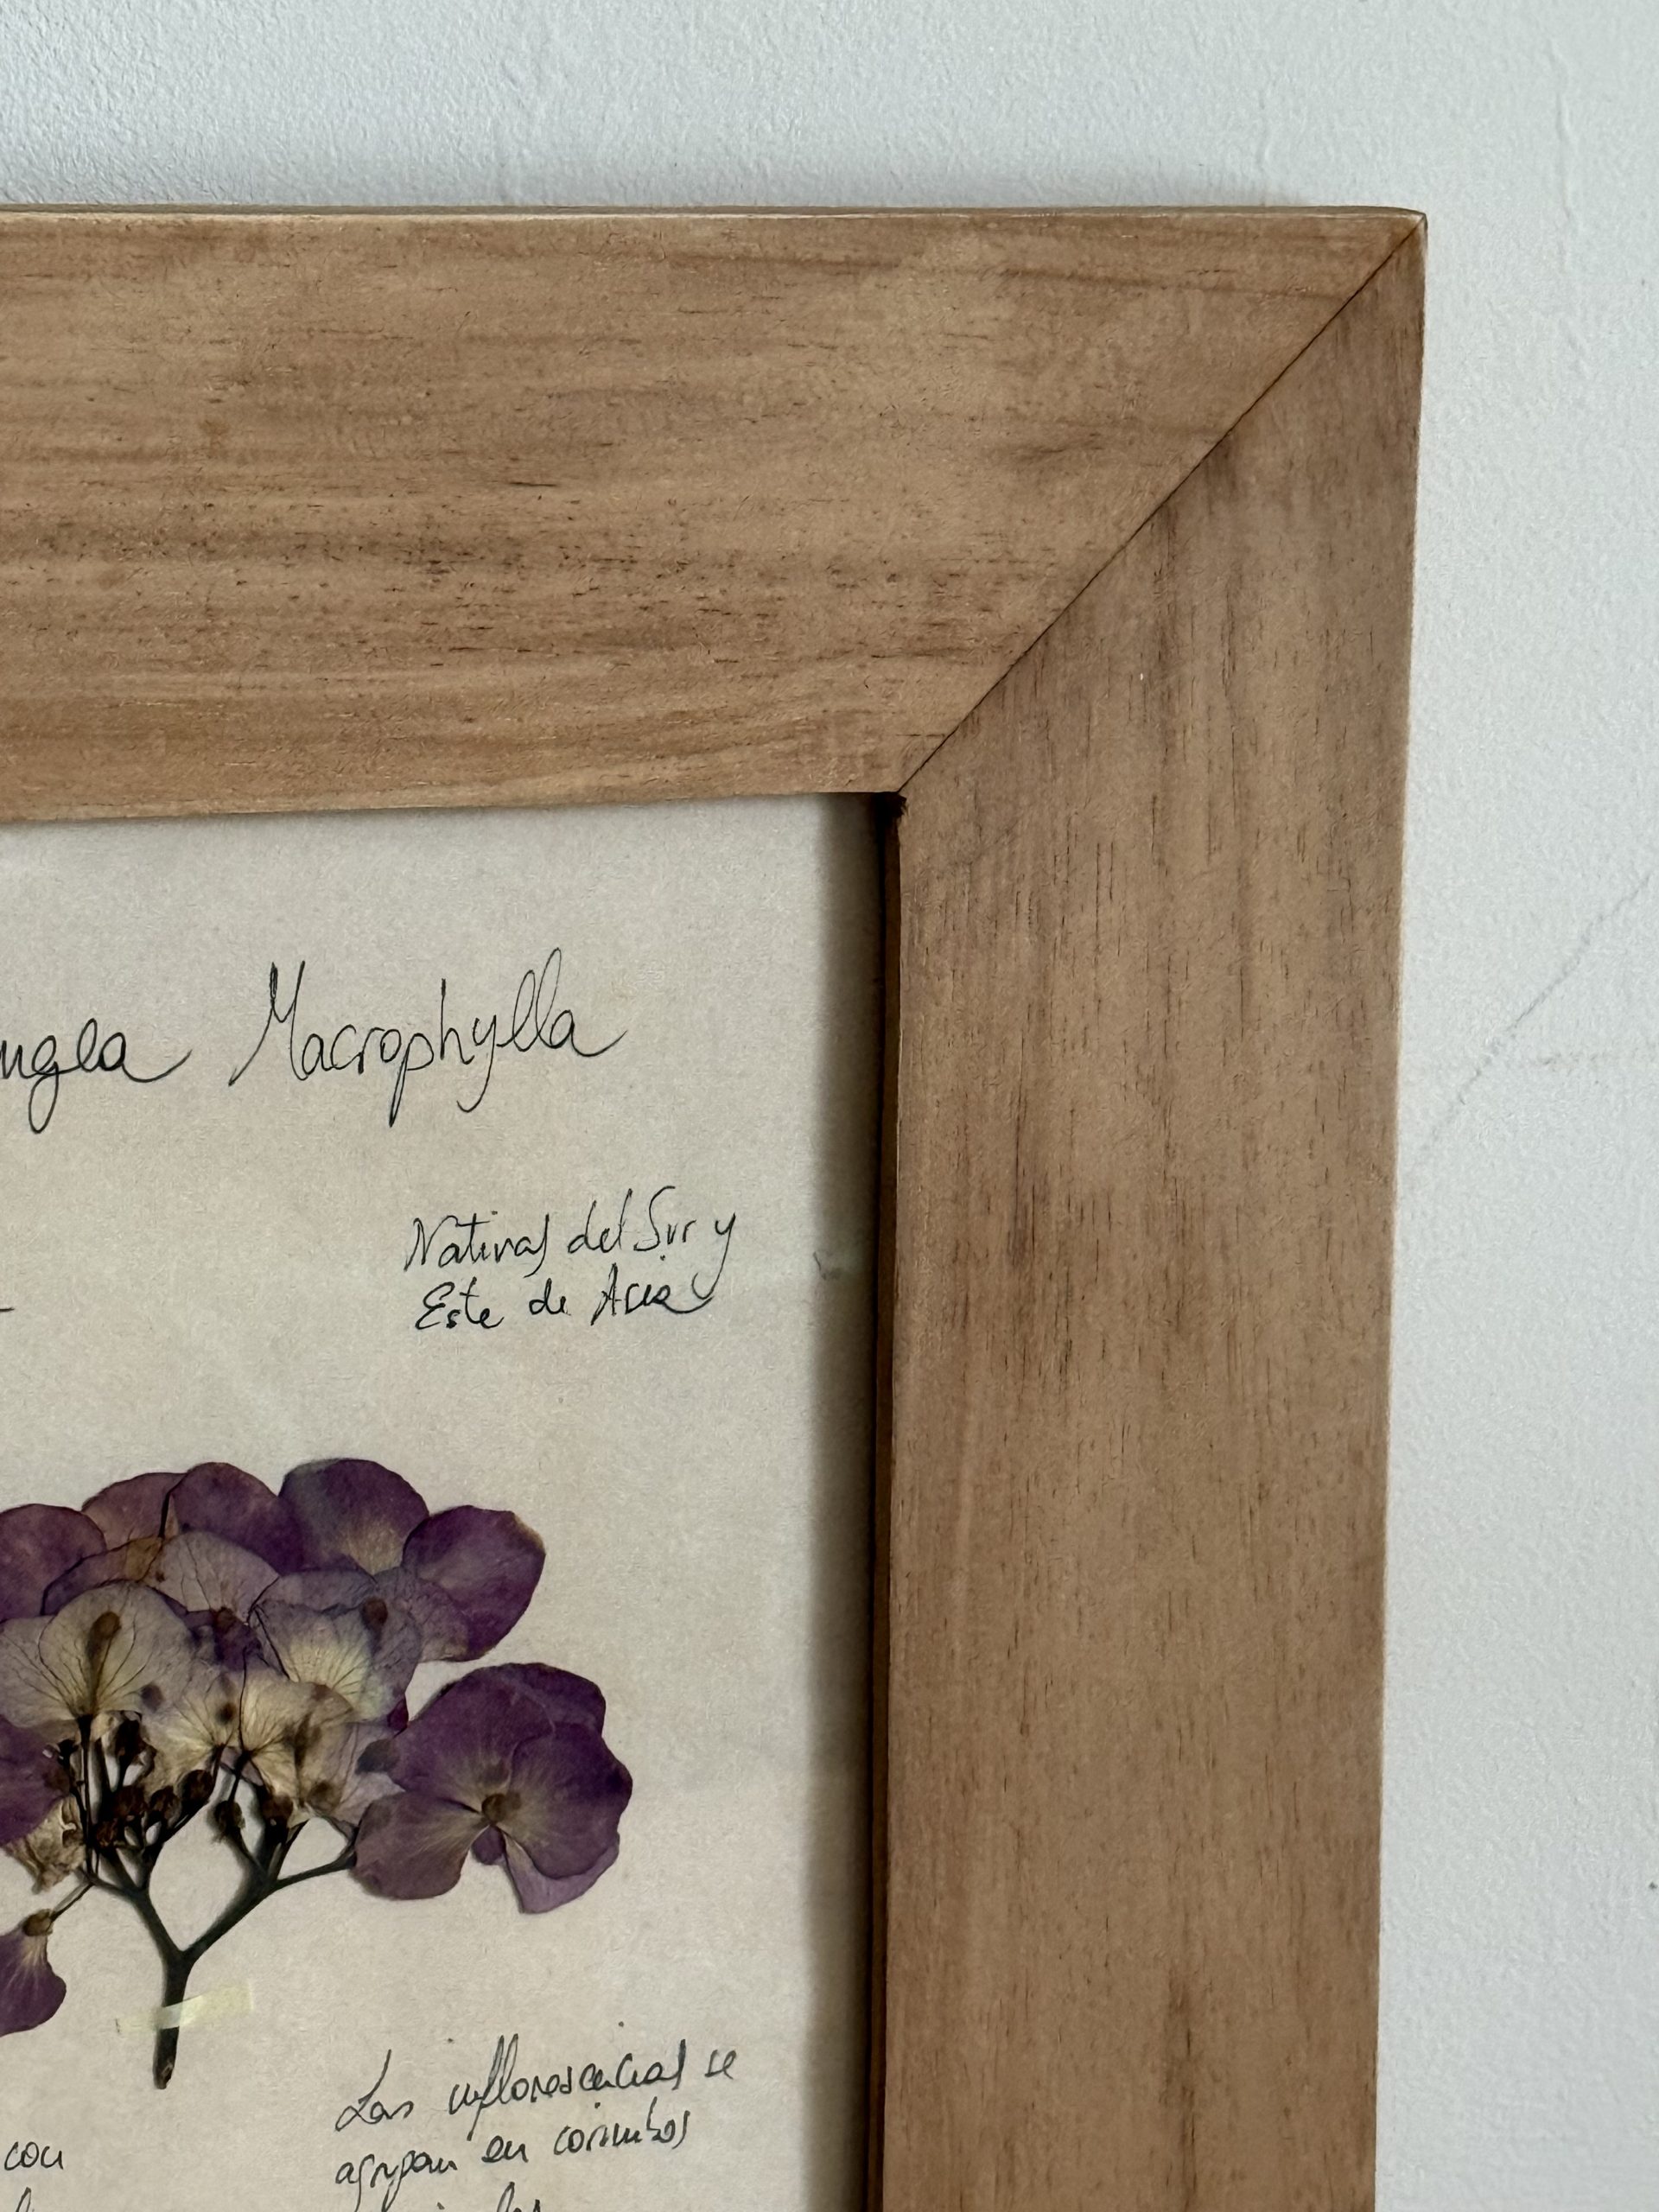 ngea Macrophylla
Nativas del Sur y
Este de Asia
Las inflorescencias se
con
agrupan en corimbos